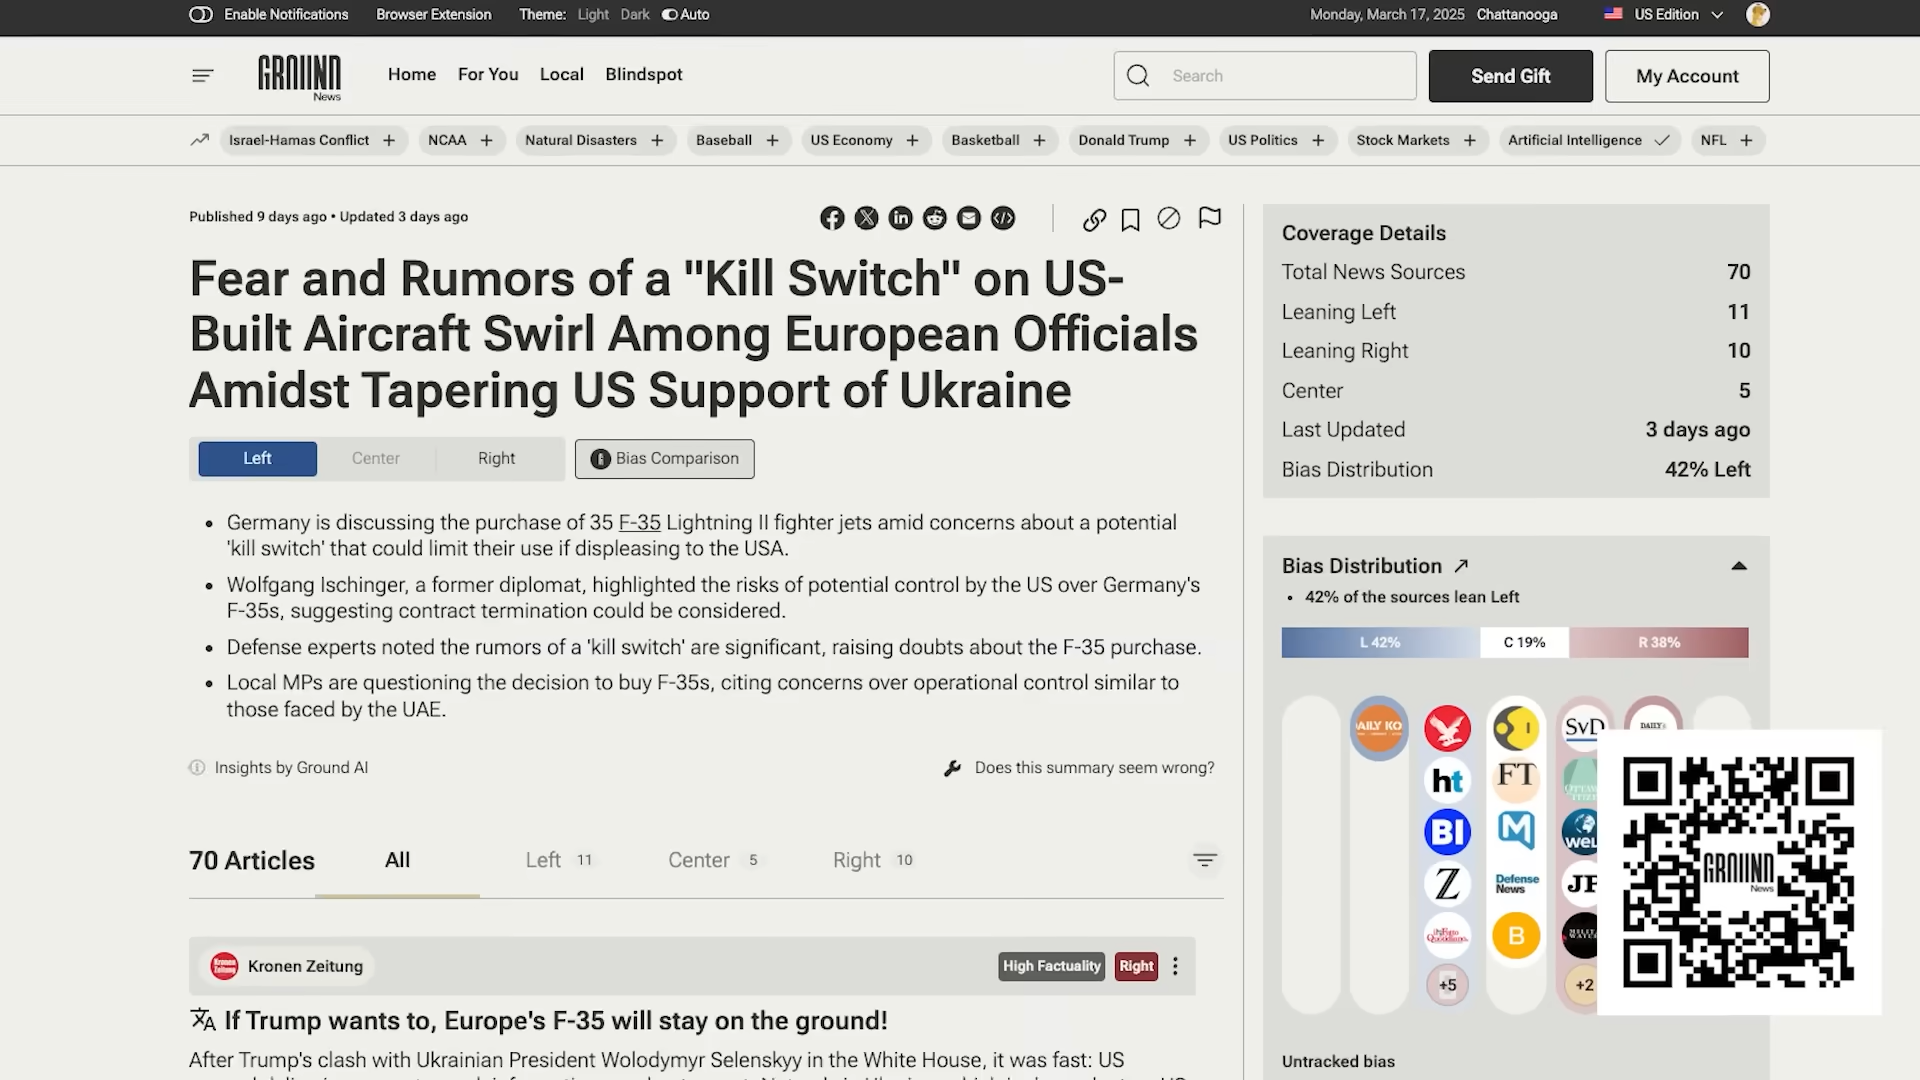 Enable Notifications Browser Extension Theme: Light Dark Auto Monday, March 17, 2025 Chattanooga US Edition
GROUND News Home For You Local Blindspot Search Send Gift My Account
Israel-Hamas Conflict + NCAA + Natural Disasters + Baseball + US Economy + Basketball + Donald Trump + US Politics + Stock Markets + Artificial Intelligence NFL +
Published 9 days ago • Updated 3 days ago
Fear and Rumors of a "Kill Switch" on US-
Built Aircraft Swirl Among European Officials
Amidst Tapering US Support of Ukraine
Left Center Right Bias Comparison
• Germany is discussing the purchase of 35 F-35 Lightning II fighter jets amid concerns about a potential
'kill switch' that could limit their use if displeasing to the USA.
• Wolfgang Ischinger, a former diplomat, highlighted the risks of potential control by the US over Germany's
F-35s, suggesting contract termination could be considered.
• Defense experts noted the rumors of a 'kill switch' are significant, raising doubts about the F-35 purchase.
• Local MPs are questioning the decision to buy F-35s, citing concerns over operational control similar to
those faced by the UAE.
Insights by Ground AI Does this summary seem wrong?
70 Articles All Left 11 Center 5 Right 10
Kronen Zeitung High Factuality Right
If Trump wants to, Europe's F-35 will stay on the ground!
After Trump's clash with Ukrainian President Wolodymyr Selenskyy in the White House, it was fast: US
Coverage Details
Total News Sources 70
Leaning Left 11
Leaning Right 10
Center 5
Last Updated 3 days ago
Bias Distribution 42% Left
Bias Distribution
• 42% of the sources lean Left
L 42% C 19% R 38%
AILY KO SvD DAILY
ht FT
BI M WEL
Z Defense News JF
B
+5 +2
GROUND News
Untracked bias